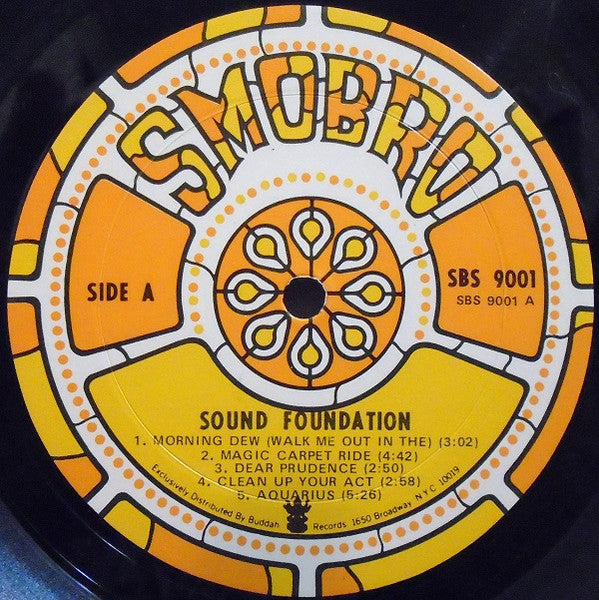 SMOBRO
SIDE A
SBS 9001
SBS 9001 A
SOUND FOUNDATION
1. MORNING DEW (WALK ME OUT IN THE) (3:02)
2. MAGIC CARPET RIDE (4:42)
3. DEAR PRUDENCE (2:50)
4. CLEAN UP YOUR ACT (2:58)
5. AQUARIUS (5:26)
Exclusively Distributed By Buddah Records 1650 Broadway NYC 10019